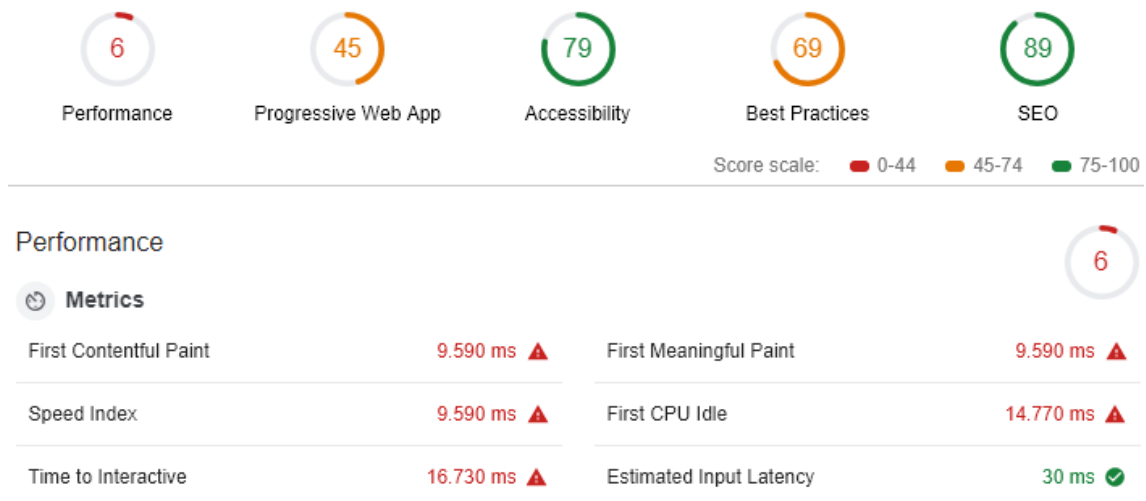 6 45 79 69 89
Performance Progressive Web App Accessibility Best Practices SEO
Score scale: 0-44 45-74 75-100
Performance 6
Metrics
First Contentful Paint 9.590 ms First Meaningful Paint 9.590 ms
Speed Index 9.590 ms First CPU Idle 14.770 ms
Time to Interactive 16.730 ms Estimated Input Latency 30 ms